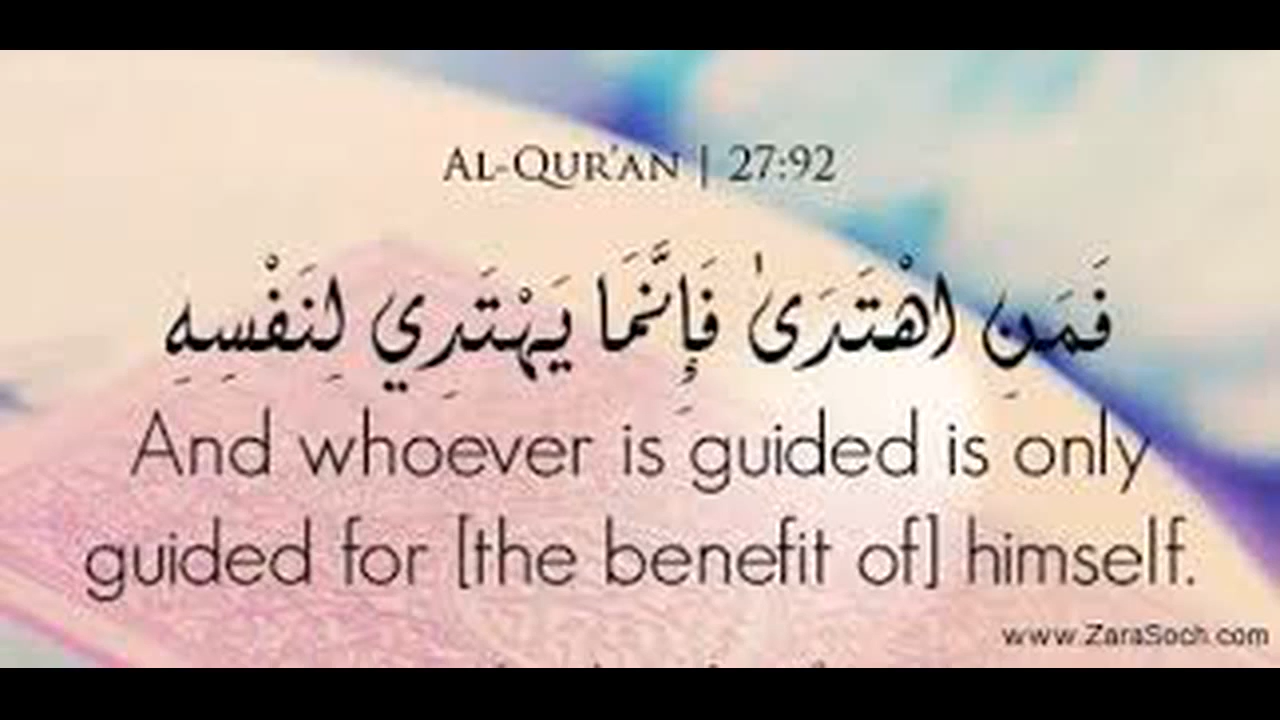 AL-QUR'AN | 27:92
فَمَنِ اهْتَدَىٰ فَإِنَّمَا يَهْتَدِي لِنَفْسِهِ
And whoever is guided is only
guided for [the benefit of] himself.
www.ZaraSoch.com